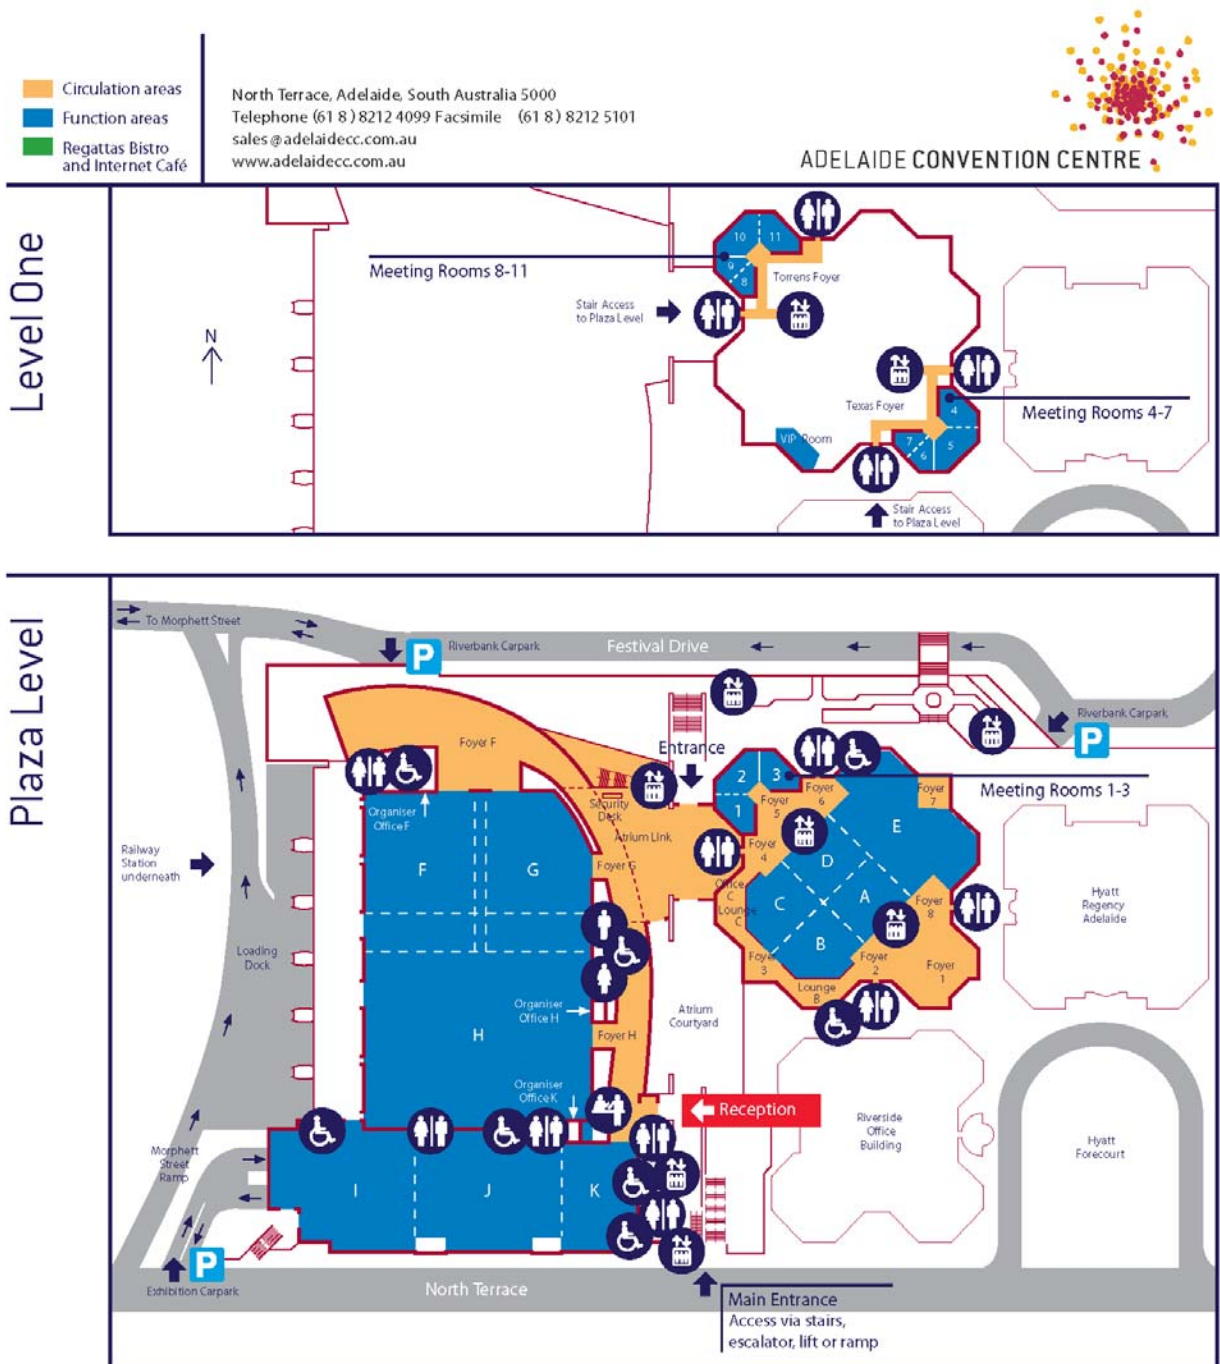 Circulation areas
Function areas
Regattas Bistro
and Internet Café
North Terrace, Adelaide, South Australia 5000
Telephone (61 8) 8212 4099 Facsimile (61 8) 8212 5101
sales@adelaidecc.com.au
www.adelaidecc.com.au
ADELAIDE CONVENTION CENTRE
Level One
N
Meeting Rooms 8-11
10
11
9
8
Torrens Foyer
Stair Access
to Plaza Level
Texas Foyer
VIP Room
4
5
6
7
Meeting Rooms 4-7
Stair Access
to Plaza Level
Plaza Level
To Morphett Street
P
Riverbank Carpark
Festival Drive
Riverbank Carpark
P
Foyer F
Entrance
Organiser
Office F
Security
Desk
Atrium Link
Foyer G
2
3
1
Meeting Rooms 1-3
Foyer
5
Foyer
6
Foyer
7
Foyer
4
E
D
A
C
B
Office
C
Lounge
C
Foyer
3
Foyer
8
Foyer
2
Foyer
1
Lounge
B
Hyatt
Regency
Adelaide
Railway
Station
underneath
F
G
Loading
Dock
Organiser
Office H
H
Foyer H
Atrium
Courtyard
Organiser
Office K
Reception
Riverside
Office
Building
Hyatt
Forecourt
Morphett
Street
Ramp
I
J
K
P
Exhibition Carpark
North Terrace
Main Entrance
Access via stairs,
escalator, lift or ramp